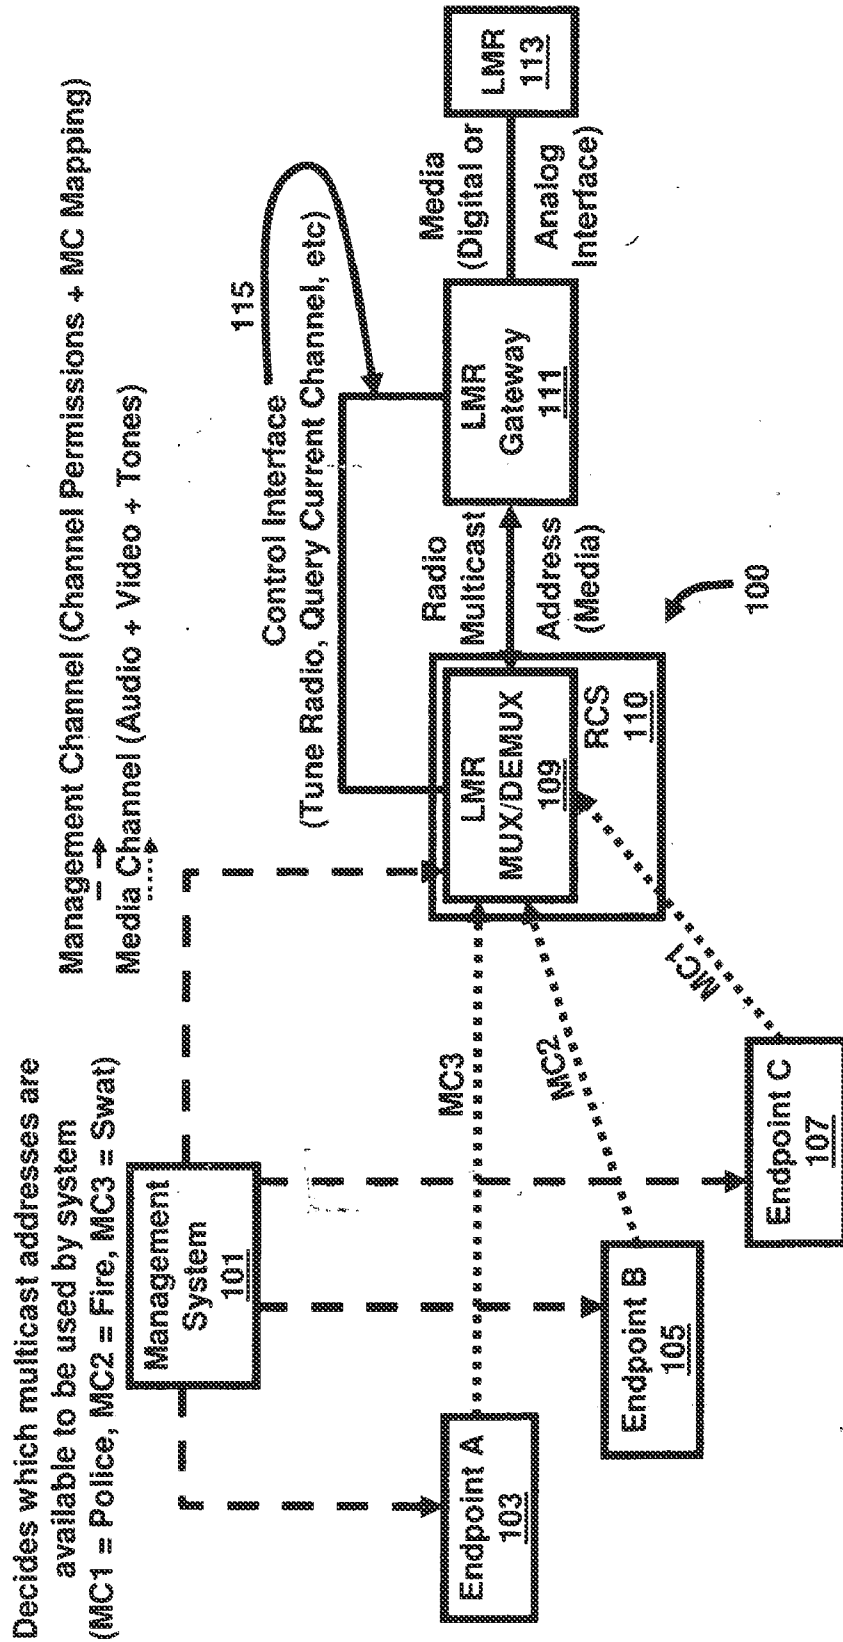 Decides which multicast addresses are
available to be used by system
(MC1 = Police, MC2 = Fire, MC3 = Swat)
Management Channel (Channel Permissions + MC Mapping)
Media Channel (Audio + Video + Tones)
Management
System
101
115
Control Interface
(Tune Radio, Query Current Channel, etc)
Endpoint A
103
Endpoint B
105
Endpoint C
107
MC3
MC2
MC1
LMR
MUX/DEMUX
109
RCS
110
Radio
Multicast
Address
(Media)
LMR
Gateway
111
Media
(Digital or
Analog
Interface)
LMR
113
100